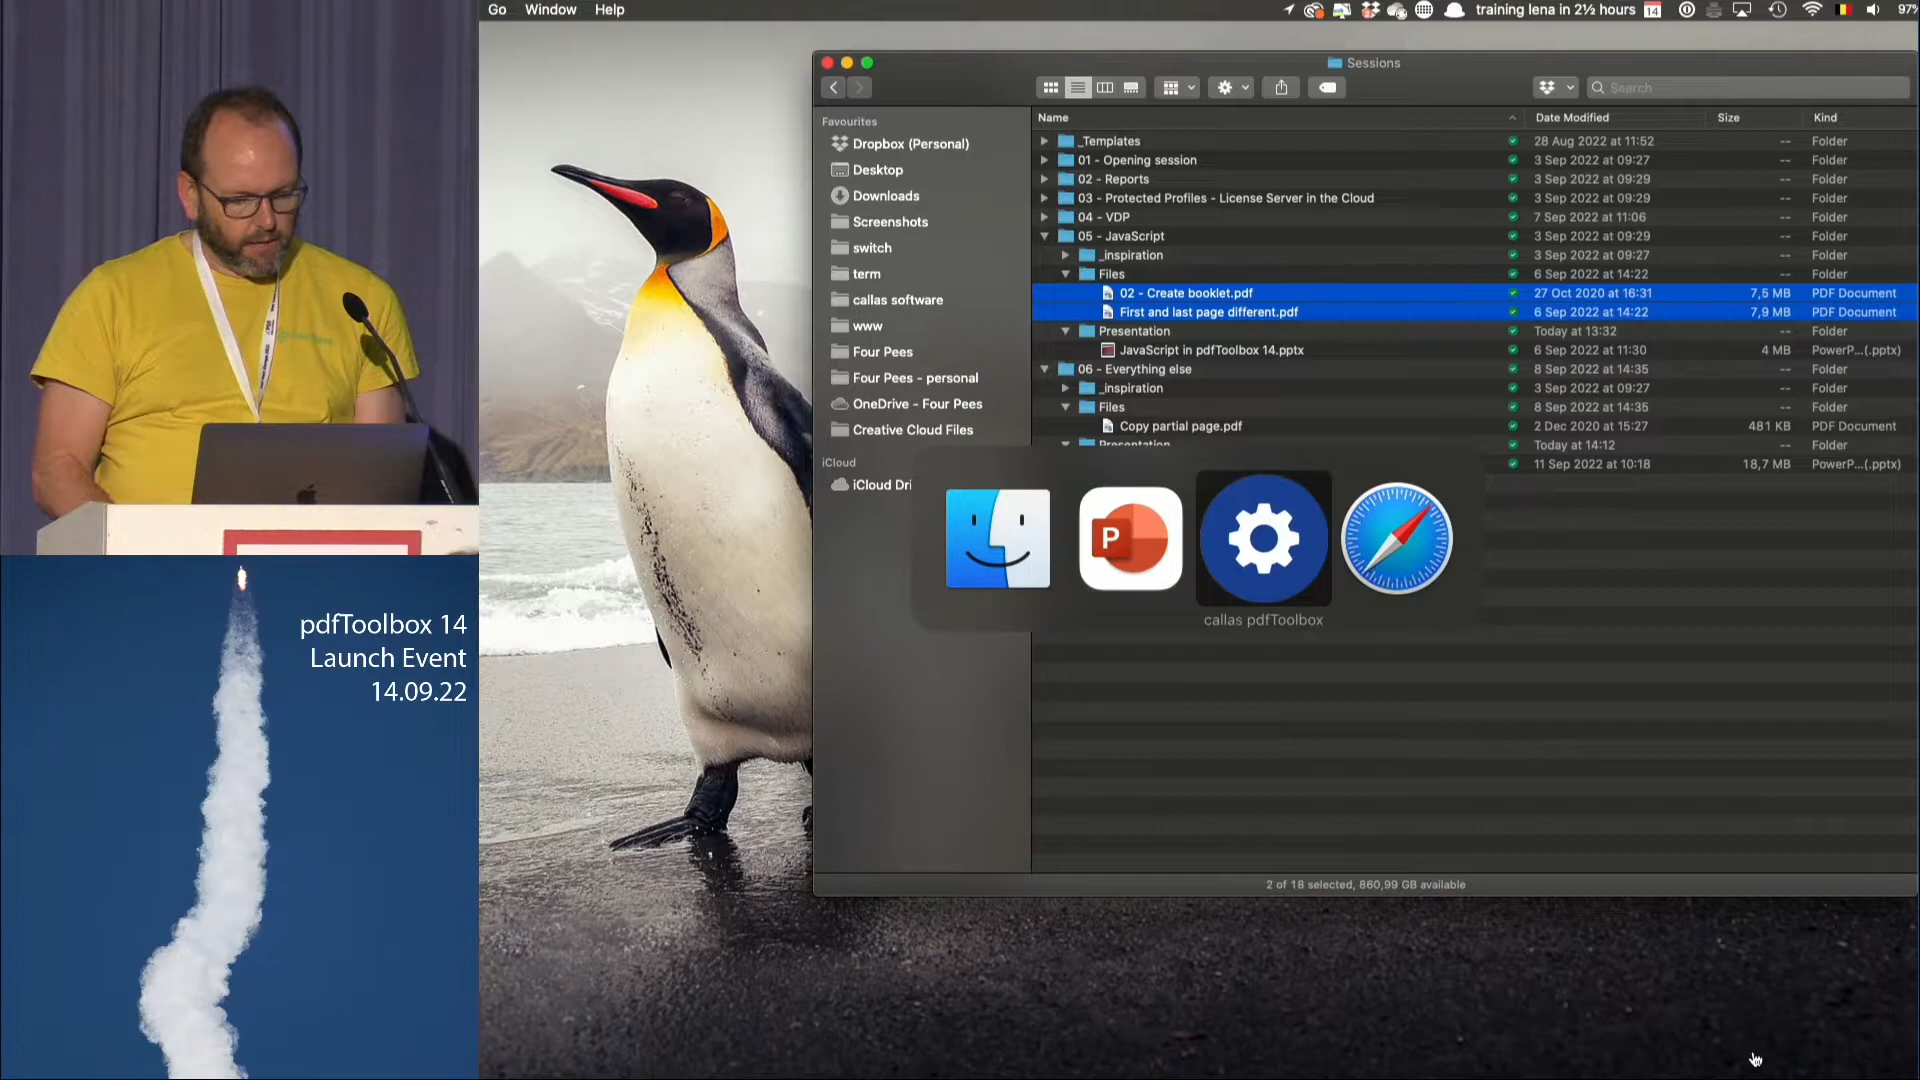 Go Window Help
training lena in 2½ hours 14 97%
Sessions
Search
Favourites
Dropbox (Personal)
Desktop
Downloads
Screenshots
switch
term
callas software
www
Four Pees
Four Pees - personal
OneDrive - Four Pees
Creative Cloud Files
iCloud
iCloud Dri
Name Date Modified Size Kind
_Templates 28 Aug 2022 at 11:52 -- Folder
01 - Opening session 3 Sep 2022 at 09:27 -- Folder
02 - Reports 3 Sep 2022 at 09:29 -- Folder
03 - Protected Profiles - License Server in the Cloud 3 Sep 2022 at 09:29 -- Folder
04 - VDP 7 Sep 2022 at 11:06 -- Folder
05 - JavaScript 3 Sep 2022 at 09:29 -- Folder
_inspiration 3 Sep 2022 at 09:27 -- Folder
Files 6 Sep 2022 at 14:22 -- Folder
02 - Create booklet.pdf 27 Oct 2020 at 16:31 7,5 MB PDF Document
First and last page different.pdf 6 Sep 2022 at 14:22 7,9 MB PDF Document
Presentation Today at 13:32 -- Folder
JavaScript in pdfToolbox 14.pptx 6 Sep 2022 at 11:30 4 MB PowerP...(.pptx)
06 - Everything else 8 Sep 2022 at 14:35 -- Folder
_inspiration 3 Sep 2022 at 09:27 -- Folder
Files 8 Sep 2022 at 14:35 -- Folder
Copy partial page.pdf 2 Dec 2020 at 15:27 481 KB PDF Document
Presentation Today at 14:12 -- Folder
11 Sep 2022 at 10:18 18,7 MB PowerP...(.pptx)
P
callas pdfToolbox
2 of 18 selected, 860,99 GB available
pdfToolbox 14
Launch Event
14.09.22